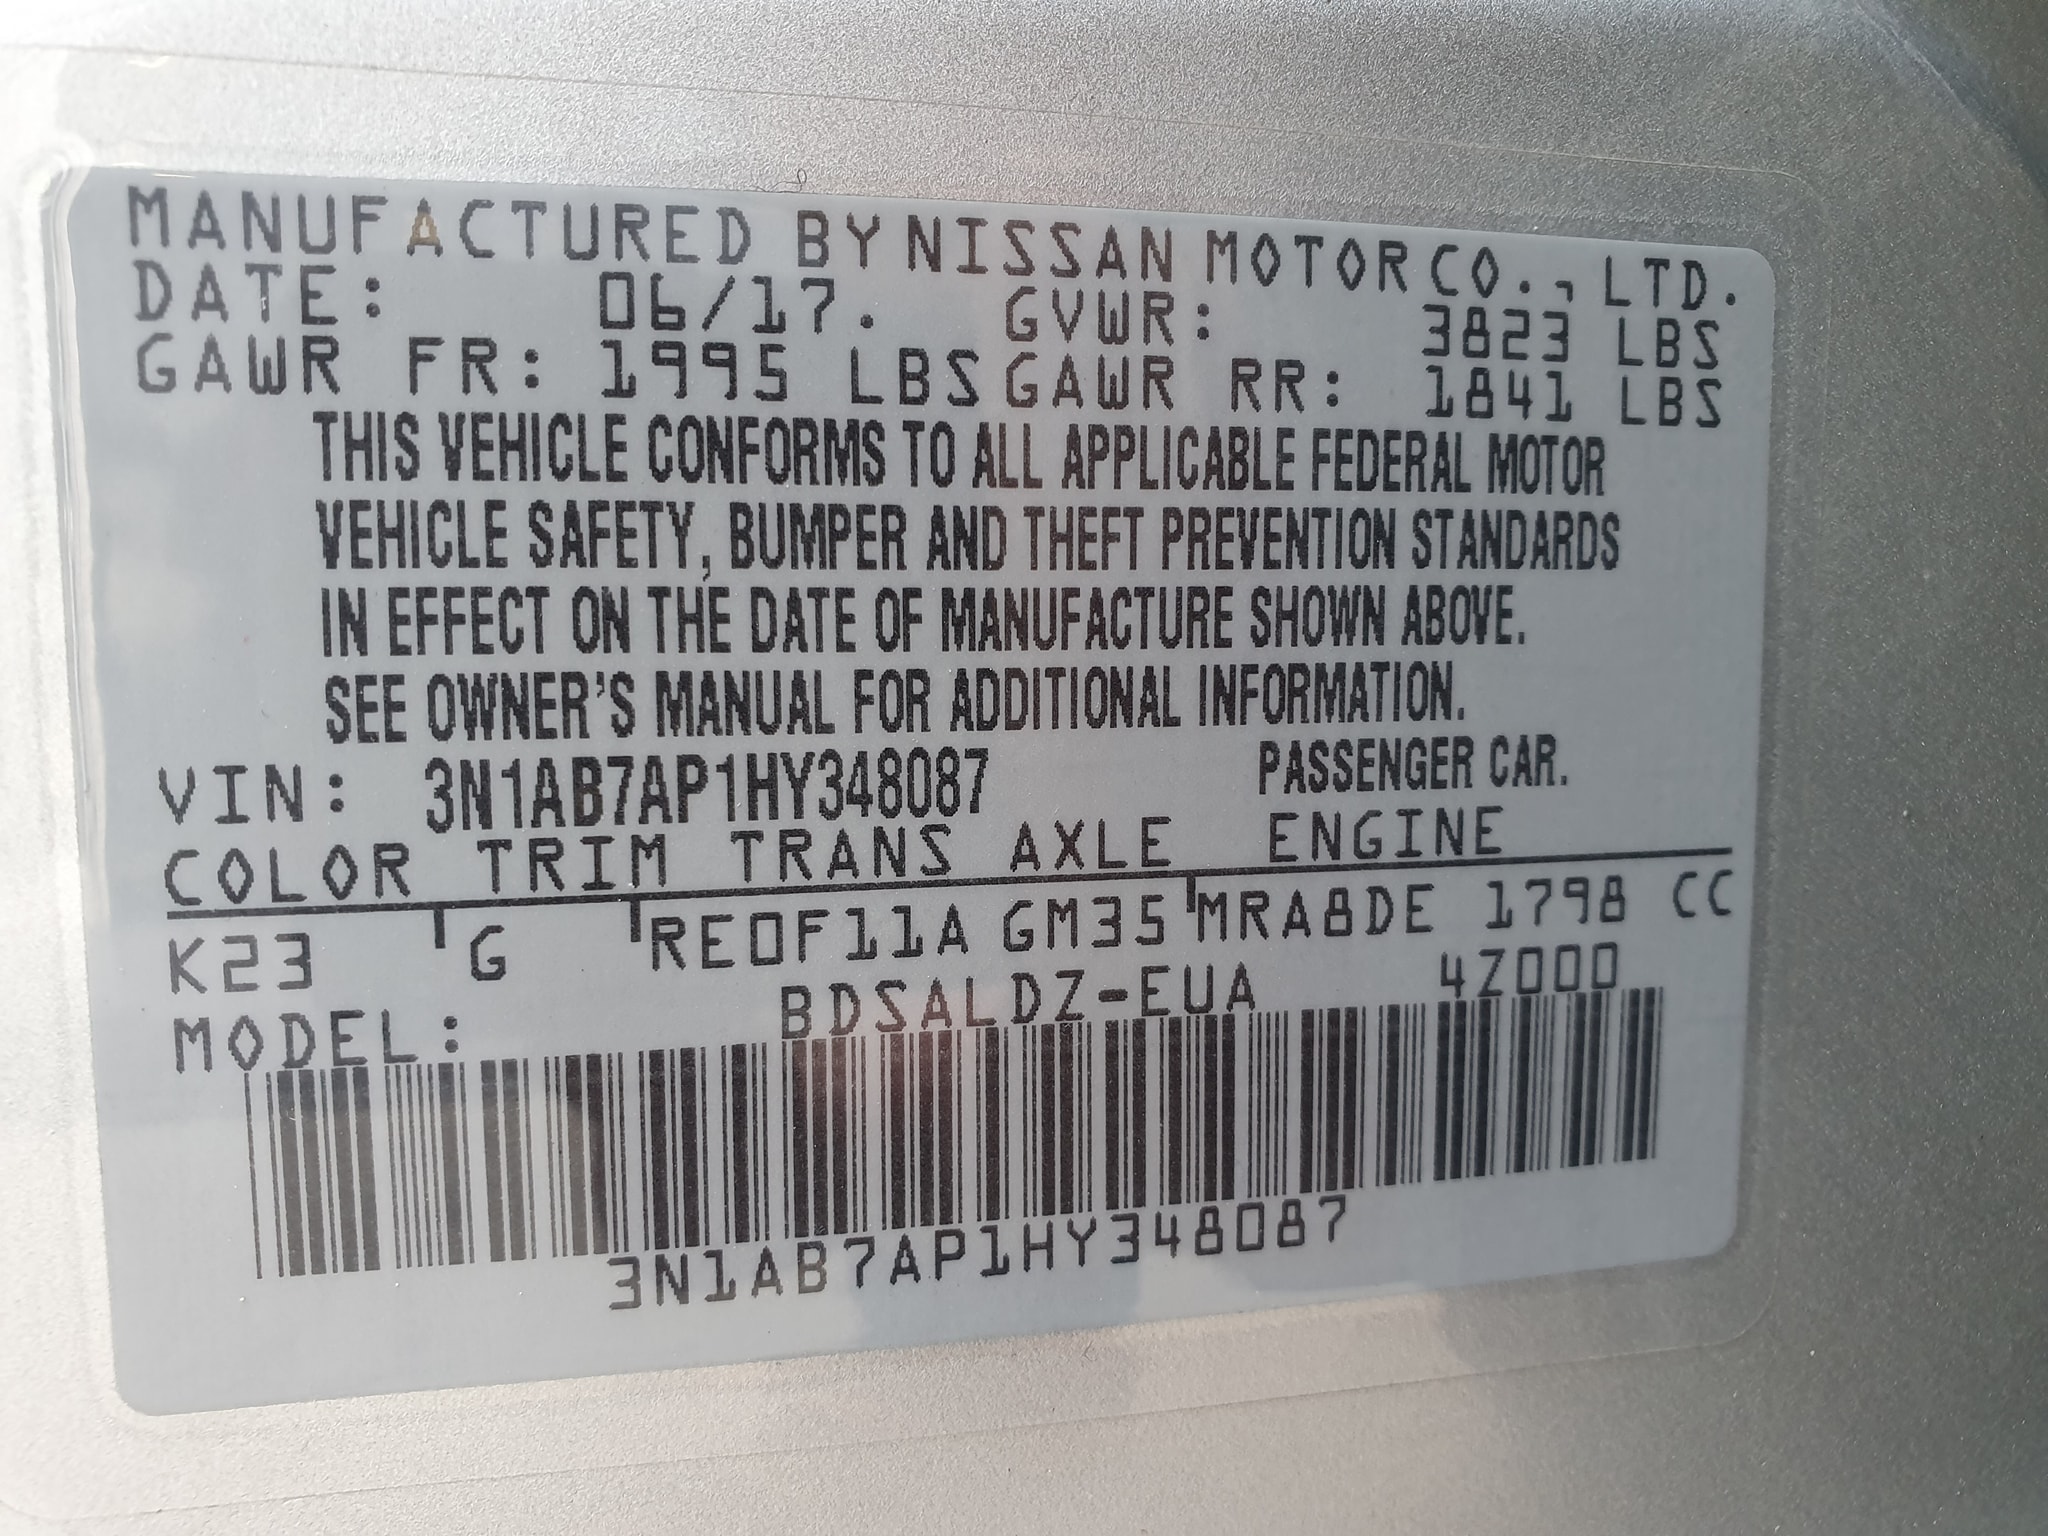 MANUFACTURED BY NISSAN MOTOR CO., LTD.
DATE: 06/17. GVWR: 3823 LBS
GAWR FR: 1995 LBS GAWR RR: 1841 LBS
THIS VEHICLE CONFORMS TO ALL APPLICABLE FEDERAL MOTOR
VEHICLE SAFETY, BUMPER AND THEFT PREVENTION STANDARDS
IN EFFECT ON THE DATE OF MANUFACTURE SHOWN ABOVE.
SEE OWNER'S MANUAL FOR ADDITIONAL INFORMATION.
VIN: 3N1AB7AP1HY348087 PASSENGER CAR.
COLOR TRIM TRANS AXLE ENGINE
K23 G RE0F11A GM35 MRA8DE 1798 CC
MODEL: BDSALDZ-EUA 4Z000
3N1AB7AP1HY348087